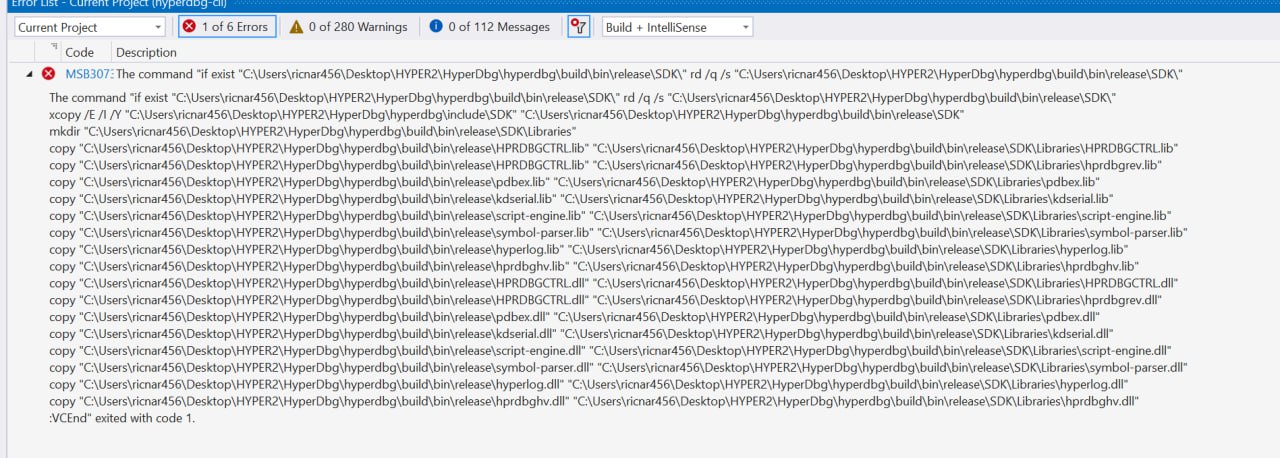 Error List - Current Project (hyperdbg-cli)
Current Project 1 of 6 Errors 0 of 280 Warnings 0 of 112 Messages Build + IntelliSense
Code Description
MSB3073 The command "if exist "C:\Users\ricnar456\Desktop\HYPER2\HyperDbg\hyperdbg\build\bin\release\SDK\" rd /q /s "C:\Users\ricnar456\Desktop\HYPER2\HyperDbg\hyperdbg\build\bin\release\SDK\"
The command "if exist "C:\Users\ricnar456\Desktop\HYPER2\HyperDbg\hyperdbg\build\bin\release\SDK\" rd /q /s "C:\Users\ricnar456\Desktop\HYPER2\HyperDbg\hyperdbg\build\bin\release\SDK\"
xcopy /E /I /Y "C:\Users\ricnar456\Desktop\HYPER2\HyperDbg\hyperdbg\include\SDK" "C:\Users\ricnar456\Desktop\HYPER2\HyperDbg\hyperdbg\build\bin\release\SDK"
mkdir "C:\Users\ricnar456\Desktop\HYPER2\HyperDbg\hyperdbg\build\bin\release\SDK\Libraries"
copy "C:\Users\ricnar456\Desktop\HYPER2\HyperDbg\hyperdbg\build\bin\release\HPRDBGCTRL.lib" "C:\Users\ricnar456\Desktop\HYPER2\HyperDbg\hyperdbg\build\bin\release\SDK\Libraries\HPRDBGCTRL.lib"
copy "C:\Users\ricnar456\Desktop\HYPER2\HyperDbg\hyperdbg\build\bin\release\HPRDBGCTRL.lib" "C:\Users\ricnar456\Desktop\HYPER2\HyperDbg\hyperdbg\build\bin\release\SDK\Libraries\hprdbgrev.lib"
copy "C:\Users\ricnar456\Desktop\HYPER2\HyperDbg\hyperdbg\build\bin\release\pdbex.lib" "C:\Users\ricnar456\Desktop\HYPER2\HyperDbg\hyperdbg\build\bin\release\SDK\Libraries\pdbex.lib"
copy "C:\Users\ricnar456\Desktop\HYPER2\HyperDbg\hyperdbg\build\bin\release\kdserial.lib" "C:\Users\ricnar456\Desktop\HYPER2\HyperDbg\hyperdbg\build\bin\release\SDK\Libraries\kdserial.lib"
copy "C:\Users\ricnar456\Desktop\HYPER2\HyperDbg\hyperdbg\build\bin\release\script-engine.lib" "C:\Users\ricnar456\Desktop\HYPER2\HyperDbg\hyperdbg\build\bin\release\SDK\Libraries\script-engine.lib"
copy "C:\Users\ricnar456\Desktop\HYPER2\HyperDbg\hyperdbg\build\bin\release\symbol-parser.lib" "C:\Users\ricnar456\Desktop\HYPER2\HyperDbg\hyperdbg\build\bin\release\SDK\Libraries\symbol-parser.lib"
copy "C:\Users\ricnar456\Desktop\HYPER2\HyperDbg\hyperdbg\build\bin\release\hyperlog.lib" "C:\Users\ricnar456\Desktop\HYPER2\HyperDbg\hyperdbg\build\bin\release\SDK\Libraries\hyperlog.lib"
copy "C:\Users\ricnar456\Desktop\HYPER2\HyperDbg\hyperdbg\build\bin\release\hprdbghv.lib" "C:\Users\ricnar456\Desktop\HYPER2\HyperDbg\hyperdbg\build\bin\release\SDK\Libraries\hprdbghv.lib"
copy "C:\Users\ricnar456\Desktop\HYPER2\HyperDbg\hyperdbg\build\bin\release\HPRDBGCTRL.dll" "C:\Users\ricnar456\Desktop\HYPER2\HyperDbg\hyperdbg\build\bin\release\SDK\Libraries\HPRDBGCTRL.dll"
copy "C:\Users\ricnar456\Desktop\HYPER2\HyperDbg\hyperdbg\build\bin\release\HPRDBGCTRL.dll" "C:\Users\ricnar456\Desktop\HYPER2\HyperDbg\hyperdbg\build\bin\release\SDK\Libraries\hprdbgrev.dll"
copy "C:\Users\ricnar456\Desktop\HYPER2\HyperDbg\hyperdbg\build\bin\release\pdbex.dll" "C:\Users\ricnar456\Desktop\HYPER2\HyperDbg\hyperdbg\build\bin\release\SDK\Libraries\pdbex.dll"
copy "C:\Users\ricnar456\Desktop\HYPER2\HyperDbg\hyperdbg\build\bin\release\kdserial.dll" "C:\Users\ricnar456\Desktop\HYPER2\HyperDbg\hyperdbg\build\bin\release\SDK\Libraries\kdserial.dll"
copy "C:\Users\ricnar456\Desktop\HYPER2\HyperDbg\hyperdbg\build\bin\release\script-engine.dll" "C:\Users\ricnar456\Desktop\HYPER2\HyperDbg\hyperdbg\build\bin\release\SDK\Libraries\script-engine.dll"
copy "C:\Users\ricnar456\Desktop\HYPER2\HyperDbg\hyperdbg\build\bin\release\symbol-parser.dll" "C:\Users\ricnar456\Desktop\HYPER2\HyperDbg\hyperdbg\build\bin\release\SDK\Libraries\symbol-parser.dll"
copy "C:\Users\ricnar456\Desktop\HYPER2\HyperDbg\hyperdbg\build\bin\release\hyperlog.dll" "C:\Users\ricnar456\Desktop\HYPER2\HyperDbg\hyperdbg\build\bin\release\SDK\Libraries\hyperlog.dll"
copy "C:\Users\ricnar456\Desktop\HYPER2\HyperDbg\hyperdbg\build\bin\release\hprdbghv.dll" "C:\Users\ricnar456\Desktop\HYPER2\HyperDbg\hyperdbg\build\bin\release\SDK\Libraries\hprdbghv.dll"
:VCEnd" exited with code 1.